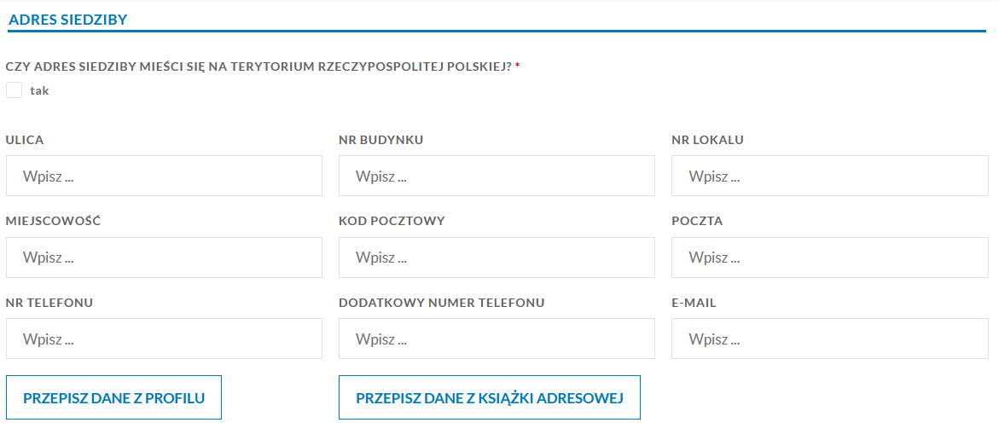 ADRES SIEDZIBY
CZY ADRES SIEDZIBY MIEŚCI SIĘ NA TERYTORIUM RZECZYPOSPOLITEJ POLSKIEJ? *
tak
ULICA NR BUDYNKU NR LOKALU
Wpisz ... Wpisz ... Wpisz ...
MIEJSCOWOŚĆ KOD POCZTOWY POCZTA
Wpisz ... Wpisz ... Wpisz ...
NR TELEFONU DODATKOWY NUMER TELEFONU E-MAIL
Wpisz ... Wpisz ... Wpisz ...
PRZEPISZ DANE Z PROFILU PRZEPISZ DANE Z KSIĄŻKI ADRESOWEJ